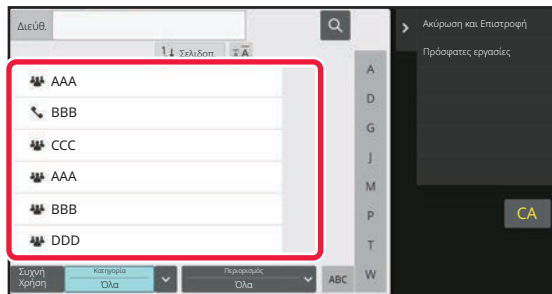 Διεύθ.
Σελιδοπ.
AAA
BBB
CCC
AAA
BBB
DDD
A
D
G
J
M
P
T
W
Συχνή
Χρήση
Κατηγορία
Όλα
Περιορισμός
Όλα
ABC
Ακύρωση και Επιστροφή
Πρόσφατες εργασίες
CA